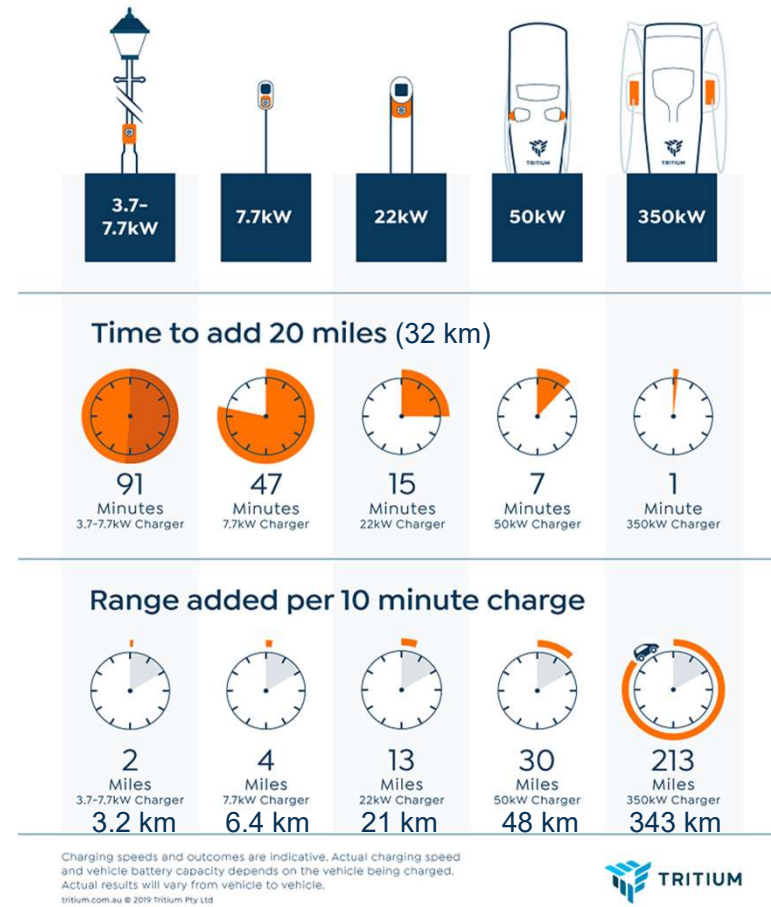 TRITIUM
TRITIUM
3.7-
7.7kW
7.7kW
22kW
50kW
350kW
Time to add 20 miles (32 km)
91
Minutes
3.7-7.7kW Charger
47
Minutes
7.7kW Charger
15
Minutes
22kW Charger
7
Minutes
50kW Charger
1
Minute
350kW Charger
Range added per 10 minute charge
2
Miles
3.7-7.7kW Charger
3.2 km
4
Miles
7.7kW Charger
6.4 km
13
Miles
22kW Charger
21 km
30
Miles
50kW Charger
48 km
213
Miles
350kW Charger
343 km
Charging speeds and outcomes are indicative. Actual charging speed
and vehicle battery capacity depends on the vehicle being charged.
Actual results will vary from vehicle to vehicle.
tritium.com.au © 2019 Tritium Pty Ltd
TRITIUM